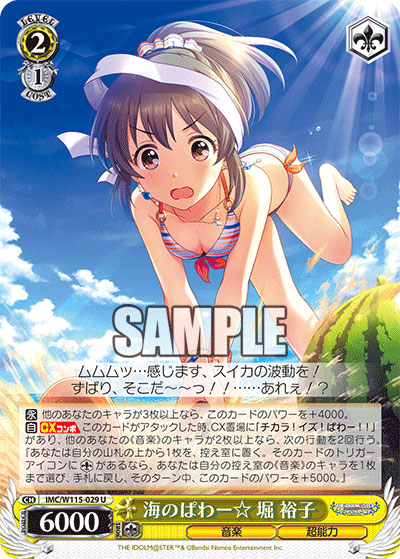 LEVEL
2
1
COST
SAMPLE
ムムムッ…感じます、スイカの波動を!
ずばり、そこだ〜〜っ!!……あれぇ!?
永 他のあなたのキャラが3枚以上なら、このカードのパワーを+4000。
自 CXコンボ このカードがアタックした時、CX置場に「チカラ!イズ!ぱわー!!」
があり、他のあなたの《音楽》のキャラが2枚以上なら、次の行動を2回行う。
『あなたは自分の山札の上から1枚を、控え室に置く。そのカードのトリガー
アイコンに があるなら、あなたは自分の控え室の《音楽》のキャラを1枚
まで選び、手札に戻し、そのターン中、このカードのパワーを+2000。』
CH IMC/W115-029 U
6000
海のぱわー☆ 堀 裕子
音楽 超能力
THE IDOLM@STER™ & ©Bandai Namco Entertainment Inc.